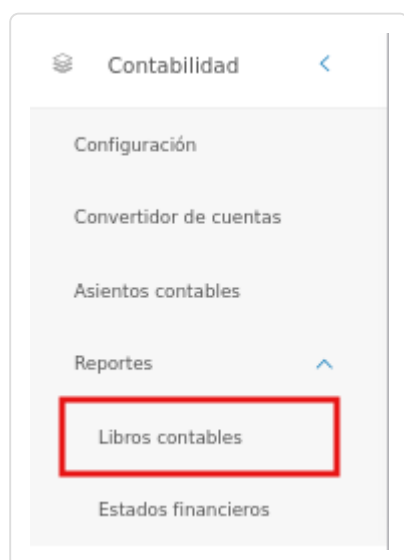 Contabilidad
Configuración
Convertidor de cuentas
Asientos contables
Reportes
Libros contables
Estados financieros